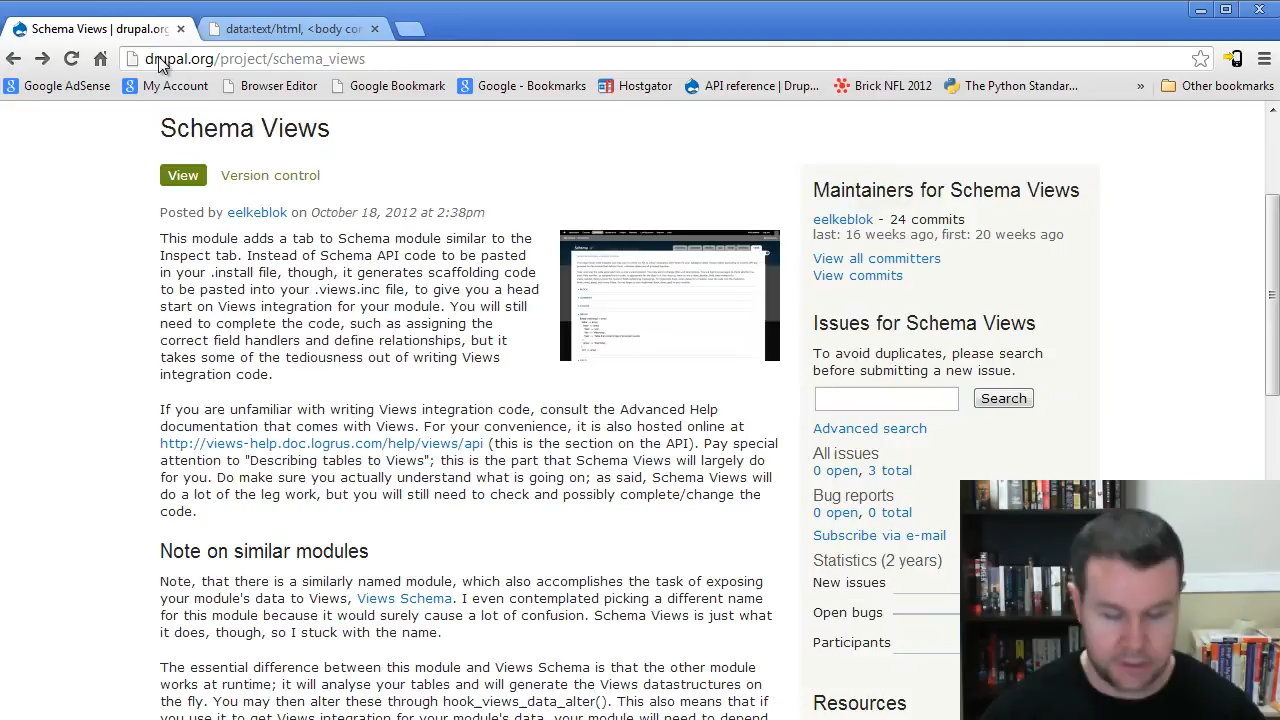 Schema Views | drupal.org
data:text/html, <body cor
drupal.org/project/schema_views
Google AdSense
My Account
Browser Editor
Google Bookmark
Google - Bookmarks
Hostgator
API reference | Drup...
Brick NFL 2012
The Python Standar...
»
Other bookmarks
Schema Views
View
Version control
Posted by eelkeblok on October 18, 2012 at 2:38pm
This module adds a tab to Schema module similar to the
Inspect tab. Instead of Schema API code to be pasted
in your .install file, though, it produces scaffolding code
to be pasted in your .views.inc file, to give you a head
start on Views integration for your module. You will still
need to complete the code, such as assigning the
correct field handlers and define relationships, but it
takes some of the tediousness out of writing Views
integration code.
If you are unfamiliar with writing Views integration code, consult the Advanced Help
documentation that comes with Views. For your convenience, it is also hosted online at
http://views-help.doc.logrus.com/help/views/api (this is the section on the API). Pay special
attention to "Describing tables to Views"; this is the part that Schema Views will largely do
for you. Do make sure you actually understand what is going on; as said, Schema Views will
do a lot of the leg work, but you will still need to check and possibly complete/change the
code.
Note on similar modules
Note, that there is a similarly named module, which also accomplishes the task of exposing
your module's data to Views, Views Schema. I even contemplated picking a different name
for this module because it would surely cause a lot of confusion. Schema Views is just what
it does, though, so I stuck with the name.
The essential difference between this module and Views Schema is that the other module
works at runtime; it will analyse your tables and will generate the Views datastructures on
the fly. You may then alter these through hook_views_data_alter(). This also means that if
you use it to get Views integration for your module's data, your module will need to depend
Maintainers for Schema Views
eelkeblok - 24 commits
last: weeks ago, first: 20 weeks ago
View all committers
View commits
Issues for Schema Views
To avoid duplicates, please search
before submitting a new issue.
Search
Advanced search
All issues
0 open, 3 total
Bug reports
0 open, 0 total
Subscribe via e-mail
Statistics (2 years)
New issues
Open bugs
Participants
Resources